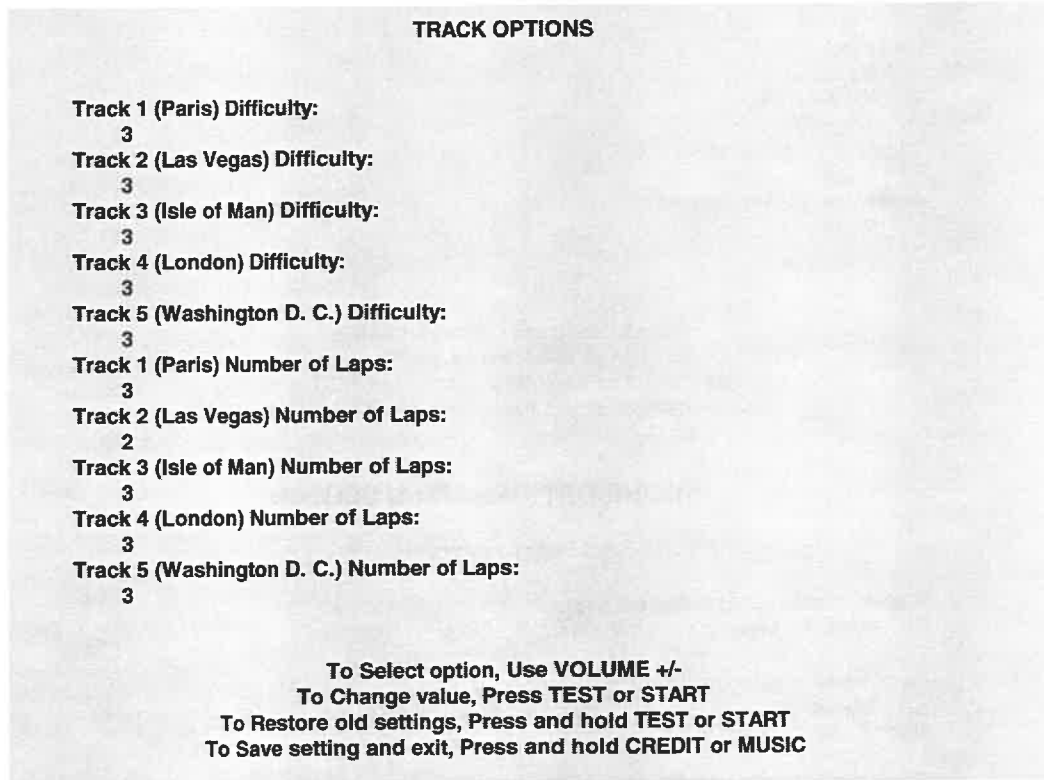 TRACK OPTIONS
Track 1 (Paris) Difficulty:
3
Track 2 (Las Vegas) Difficulty:
3
Track 3 (Isle of Man) Difficulty:
3
Track 4 (London) Difficulty:
3
Track 5 (Washington D. C.) Difficulty:
3
Track 1 (Paris) Number of Laps:
3
Track 2 (Las Vegas) Number of Laps:
2
Track 3 (Isle of Man) Number of Laps:
3
Track 4 (London) Number of Laps:
3
Track 5 (Washington D. C.) Number of Laps:
3
To Select option, Use VOLUME +/-
To Change value, Press TEST or START
To Restore old settings, Press and hold TEST or START
To Save setting and exit, Press and hold CREDIT or MUSIC